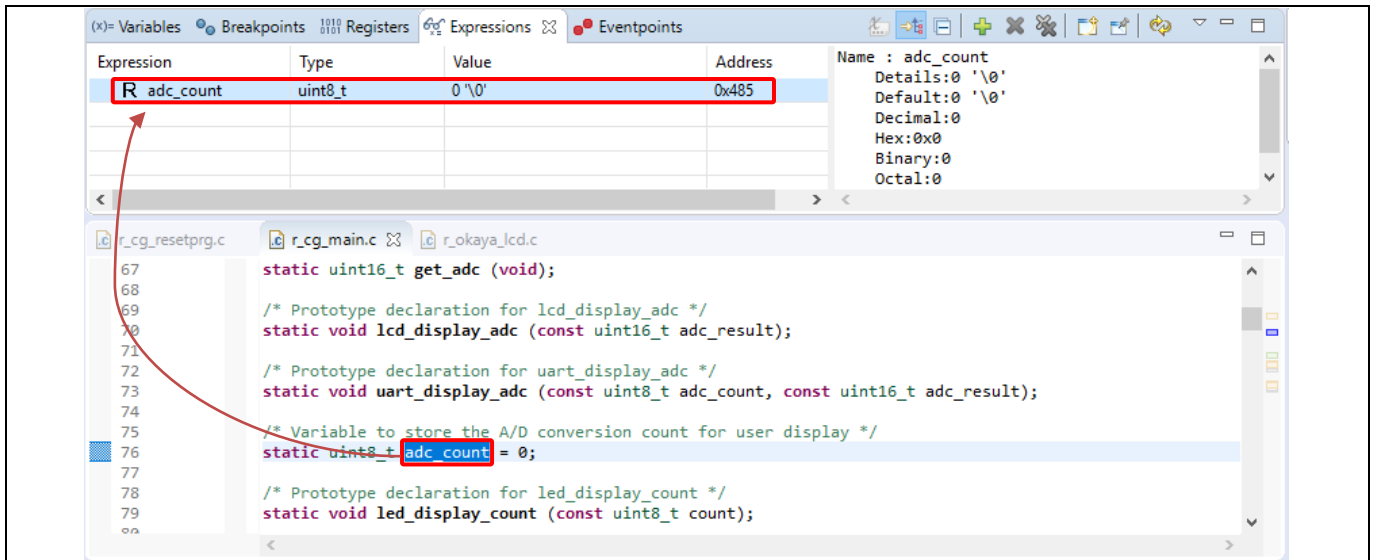 (x)= Variables Breakpoints 1010 0101 Registers Expressions Eventpoints
Expression Type Value Address
R adc_count uint8_t 0 '\0' 0x485
Name : adc_count
Details:0 '\0'
Default:0 '\0'
Decimal:0
Hex:0x0
Binary:0
Octal:0
r_cg_resetprg.c r_cg_main.c r_okaya_lcd.c
67 static uint16_t get_adc (void);
68
69 /* Prototype declaration for lcd_display_adc */
70 static void lcd_display_adc (const uint16_t adc_result);
71
72 /* Prototype declaration for uart_display_adc */
73 static void uart_display_adc (const uint8_t adc_count, const uint16_t adc_result);
74
75 /* Variable to store the A/D conversion count for user display */
76 static uint8_t adc_count = 0;
77
78 /* Prototype declaration for led_display_count */
79 static void led_display_count (const uint8_t count);
80